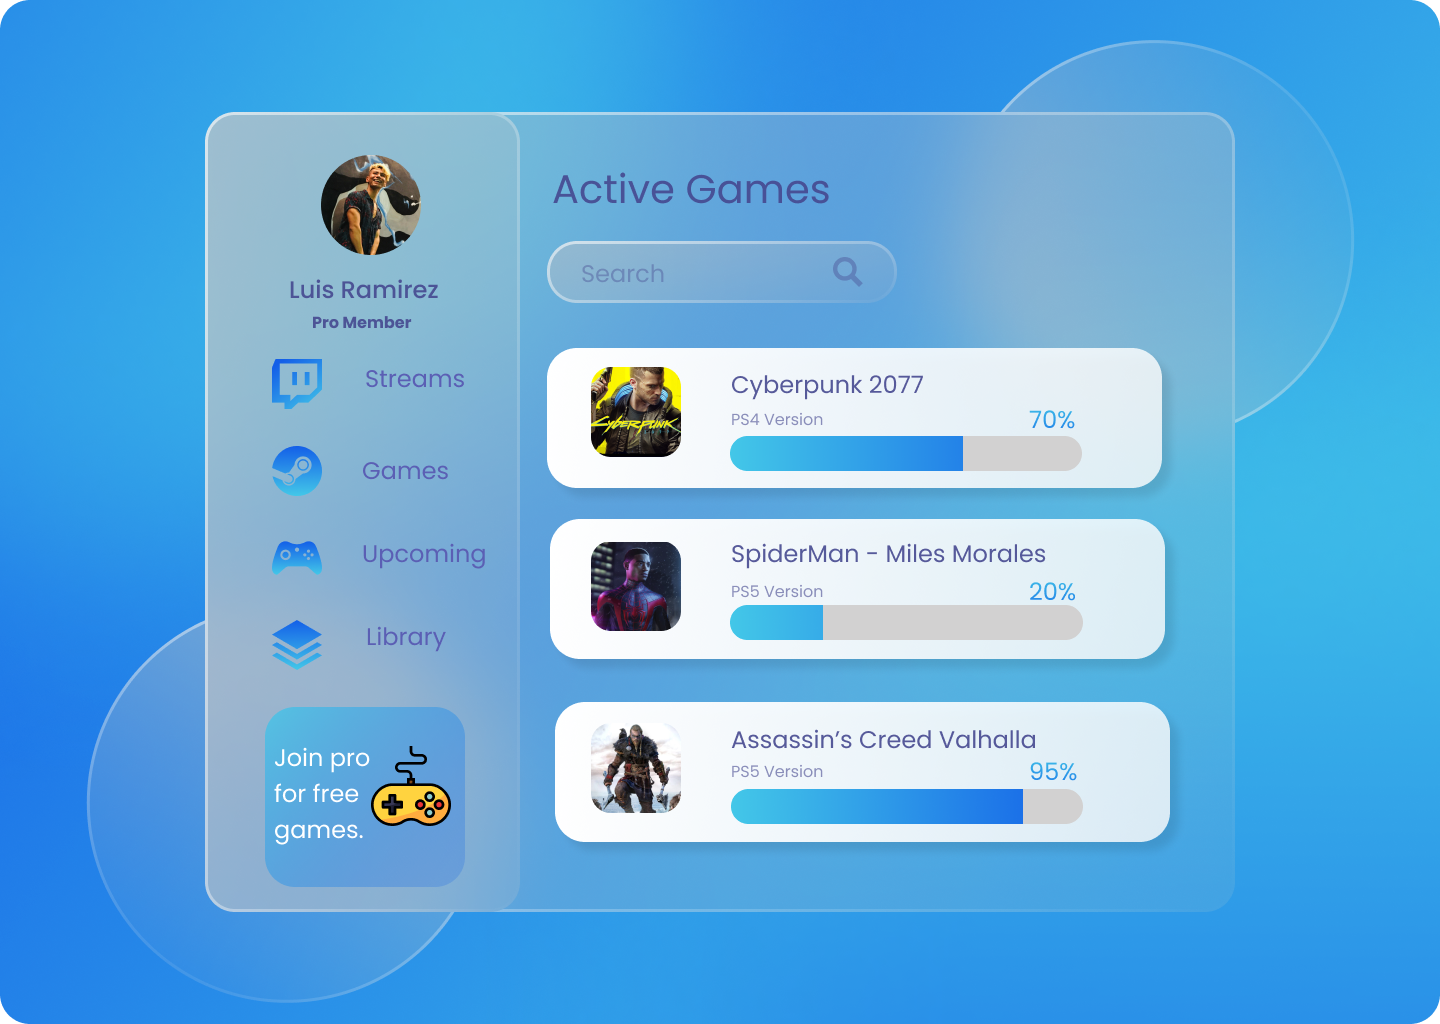 Luis Ramirez
Pro Member
Streams
Games
Upcoming
Library
Join pro
for free
games.
Active Games
Search
Cyberpunk 2077
PS4 Version
70%
CYBERPUNK
SpiderMan - Miles Morales
PS5 Version
20%
Assassin’s Creed Valhalla
PS5 Version
95%